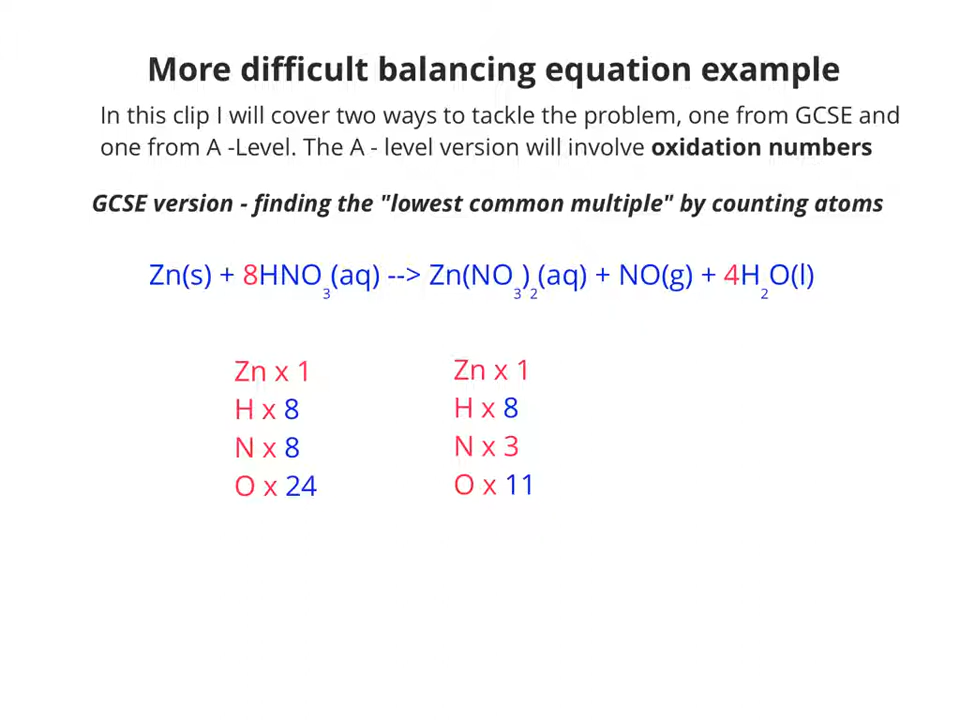 More difficult balancing equation example
In this clip I will cover two ways to tackle the problem, one from GCSE and
one from A -Level. The A - level version will involve oxidation numbers
GCSE version - finding the "lowest common multiple" by counting atoms
Zn(s) + 8HNO₃(aq) --> Zn(NO₃)₂(aq) + NO(g) + 4H₂O(l)
Zn x 1 Zn x 1
H x 8 H x 8
N x 8 N x 3
O x 24 O x 11